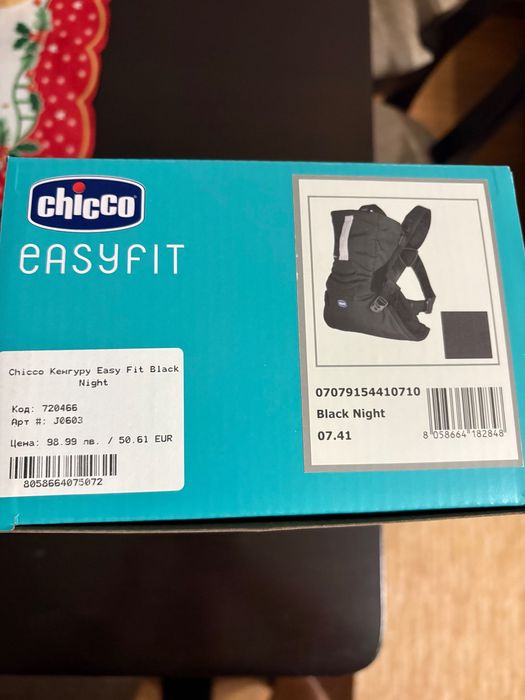 chicco
easyfit
Chicco Кенгуру Easy Fit Black
Night
Код: 720466
Арт #: J0603
Цена: 98.99 лв. / 50.61 EUR
8058664075072
07079154410710
Black Night
07.41
8 058664 182848